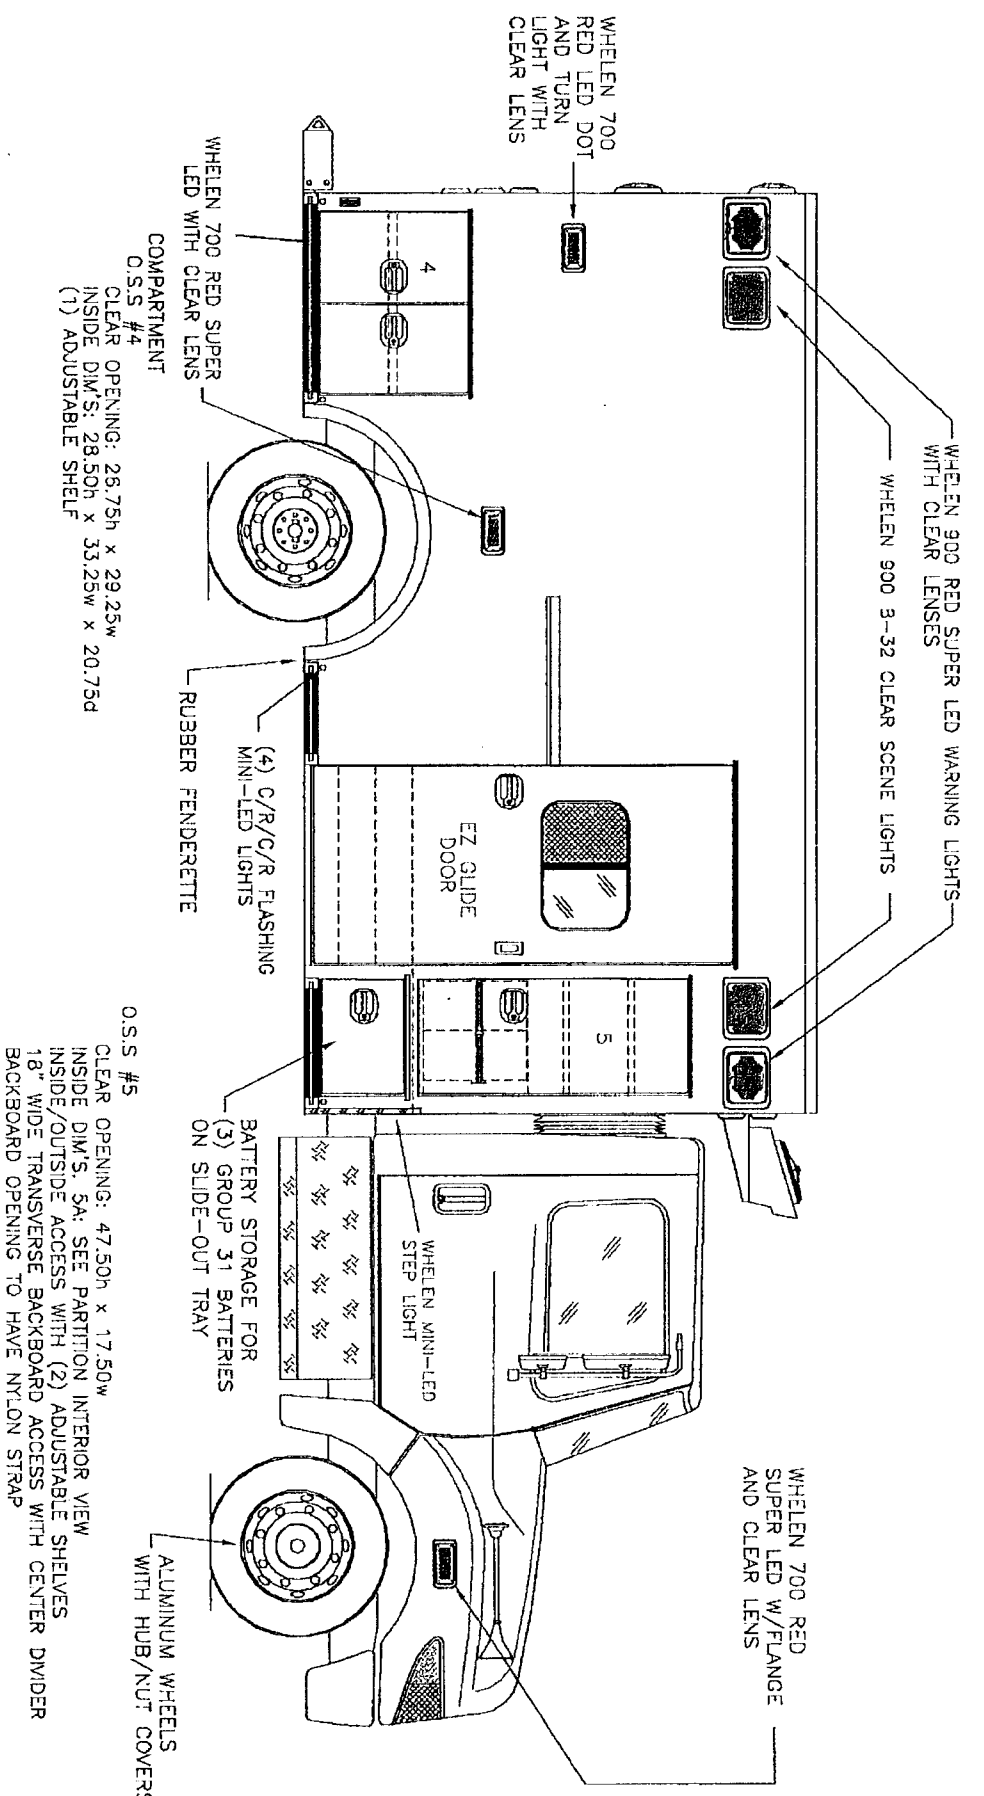 WHELEN 900 RED SUPER LED WARNING LIGHTS
WITH CLEAR LENSES
WHELEN 900 8-32 CLEAR SCENE LIGHTS
WHELEN 700
RED LED DOT
AND TURN
LIGHT WITH
CLEAR LENS
WHELEN 700 RED
SUPER LED W/FLANGE
AND CLEAR LENS
4
5
EZ GLIDE
DOOR
WHELEN MINI-LED
STEP LIGHT
WHELEN 700 RED SUPER
LED WITH CLEAR LENS
(4) C/R/C/R FLASHING
MINI-LED LIGHTS
RUBBER FENDERETTE
BATTERY STORAGE FOR
(3) GROUP 31 BATTERIES
ON SLIDE-OUT TRAY
ALUMINUM WHEELS
WITH HUB/NUT COVERS
COMPARTMENT
O.S.S #4
CLEAR OPENING: 26.75h x 29.25w
INSIDE DIM'S: 28.50h x 33.25w x 20.75d
(1) ADJUSTABLE SHELF
O.S.S #5
CLEAR OPENING: 47.50h x 17.50w
INSIDE DIM'S. 5A: SEE PARTITION INTERIOR VIEW
INSIDE/OUTSIDE ACCESS WITH (2) ADJUSTABLE SHELVES
18" WIDE TRANSVERSE BACKBOARD ACCESS WITH CENTER DIVIDER
BACKBOARD OPENING TO HAVE NYLON STRAP